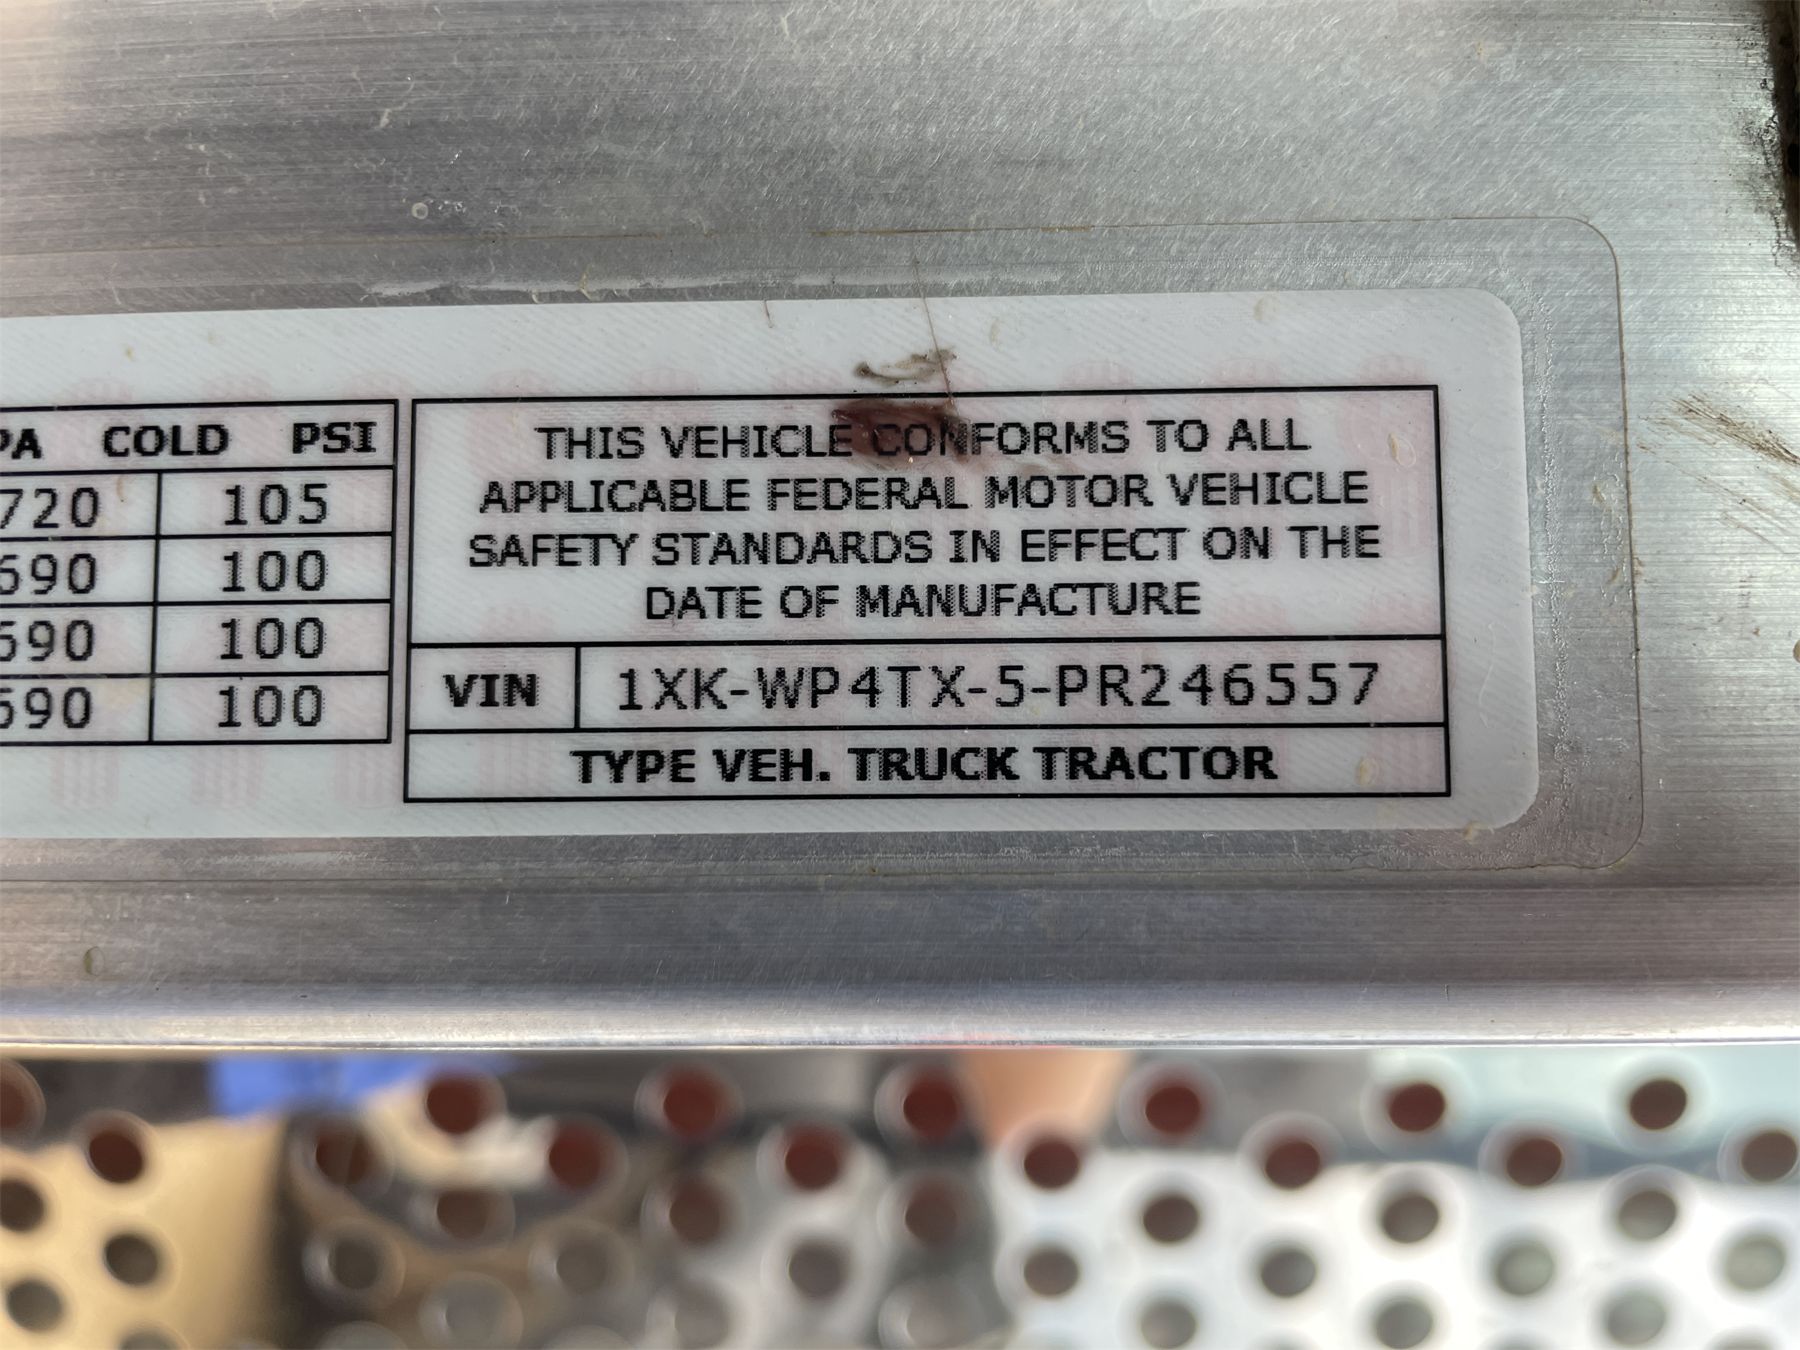 PA COLD PSI
720 105
690 100
690 100
690 100
THIS VEHICLE CONFORMS TO ALL
APPLICABLE FEDERAL MOTOR VEHICLE
SAFETY STANDARDS IN EFFECT ON THE
DATE OF MANUFACTURE
VIN 1XK-WP4TX-5-PR246557
TYPE VEH. TRUCK TRACTOR